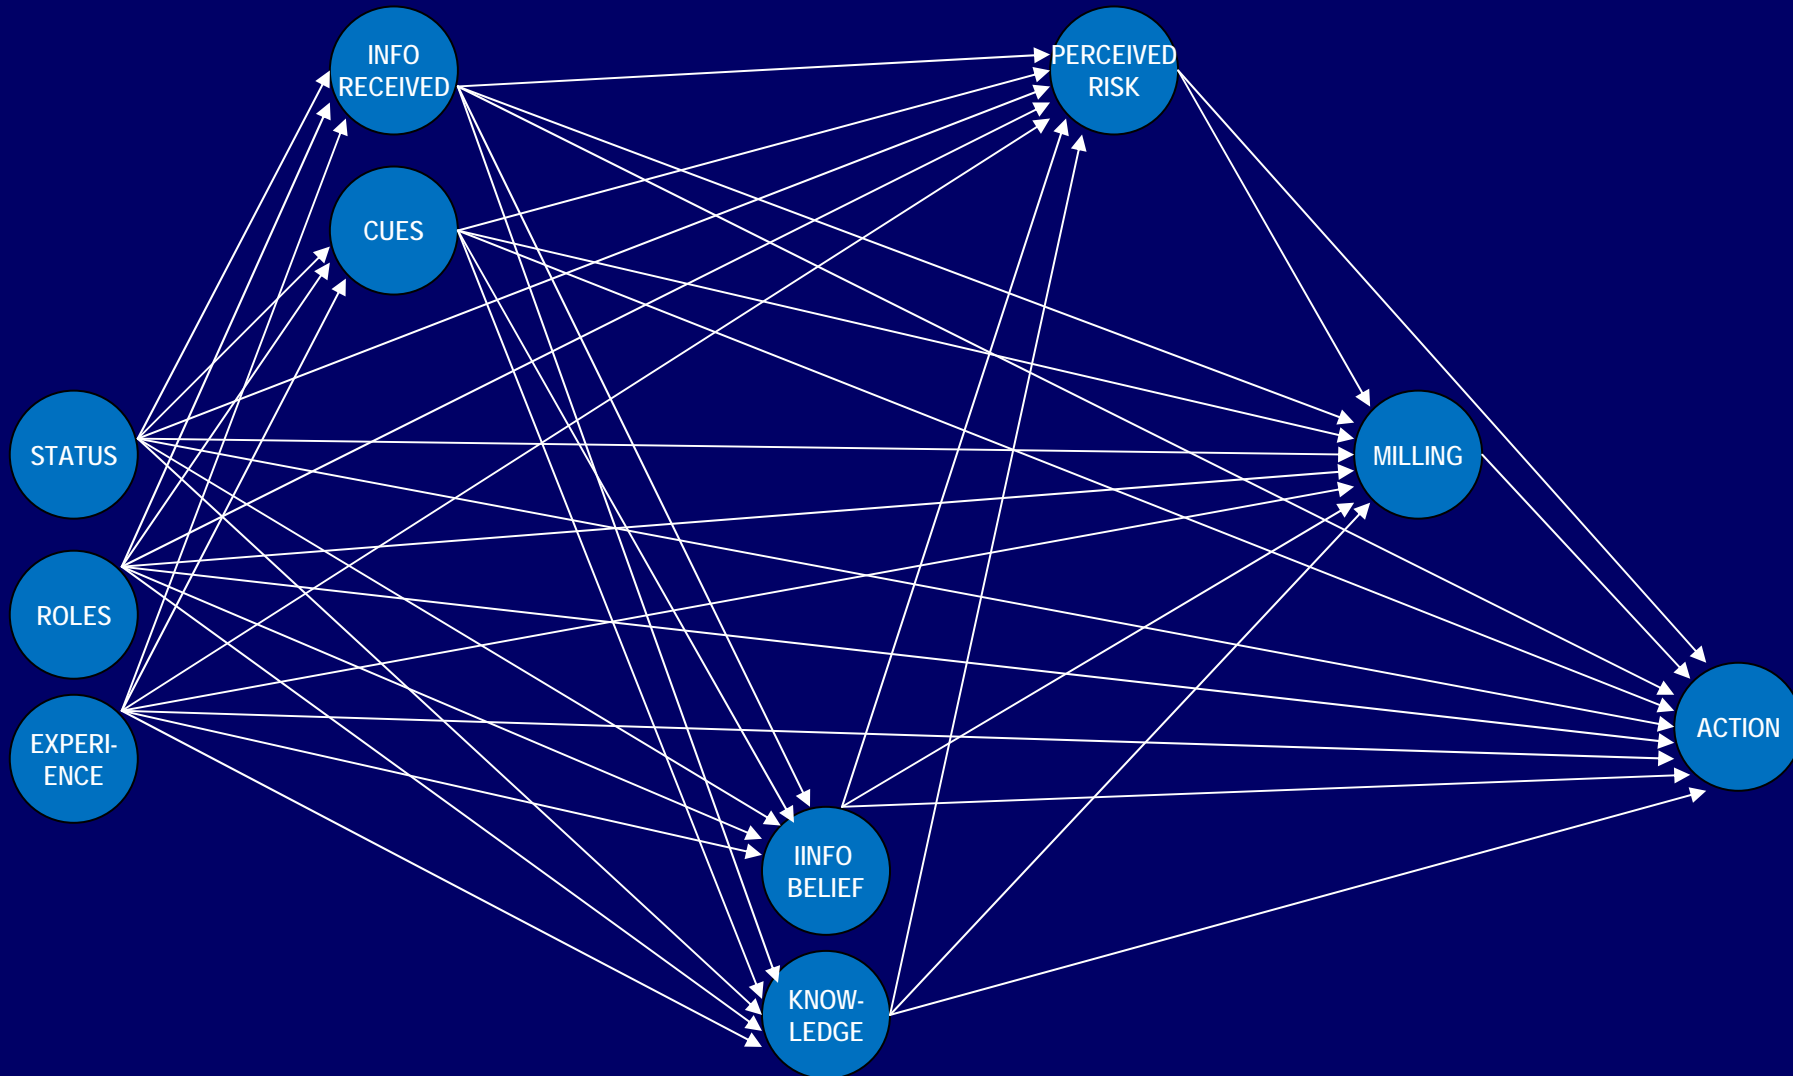 INFO
RECEIVED
PERCEIVED
RISK
CUES
STATUS
MILLING
ROLES
EXPERI-
ENCE
ACTION
IINFO
BELIEF
KNOW-
LEDGE